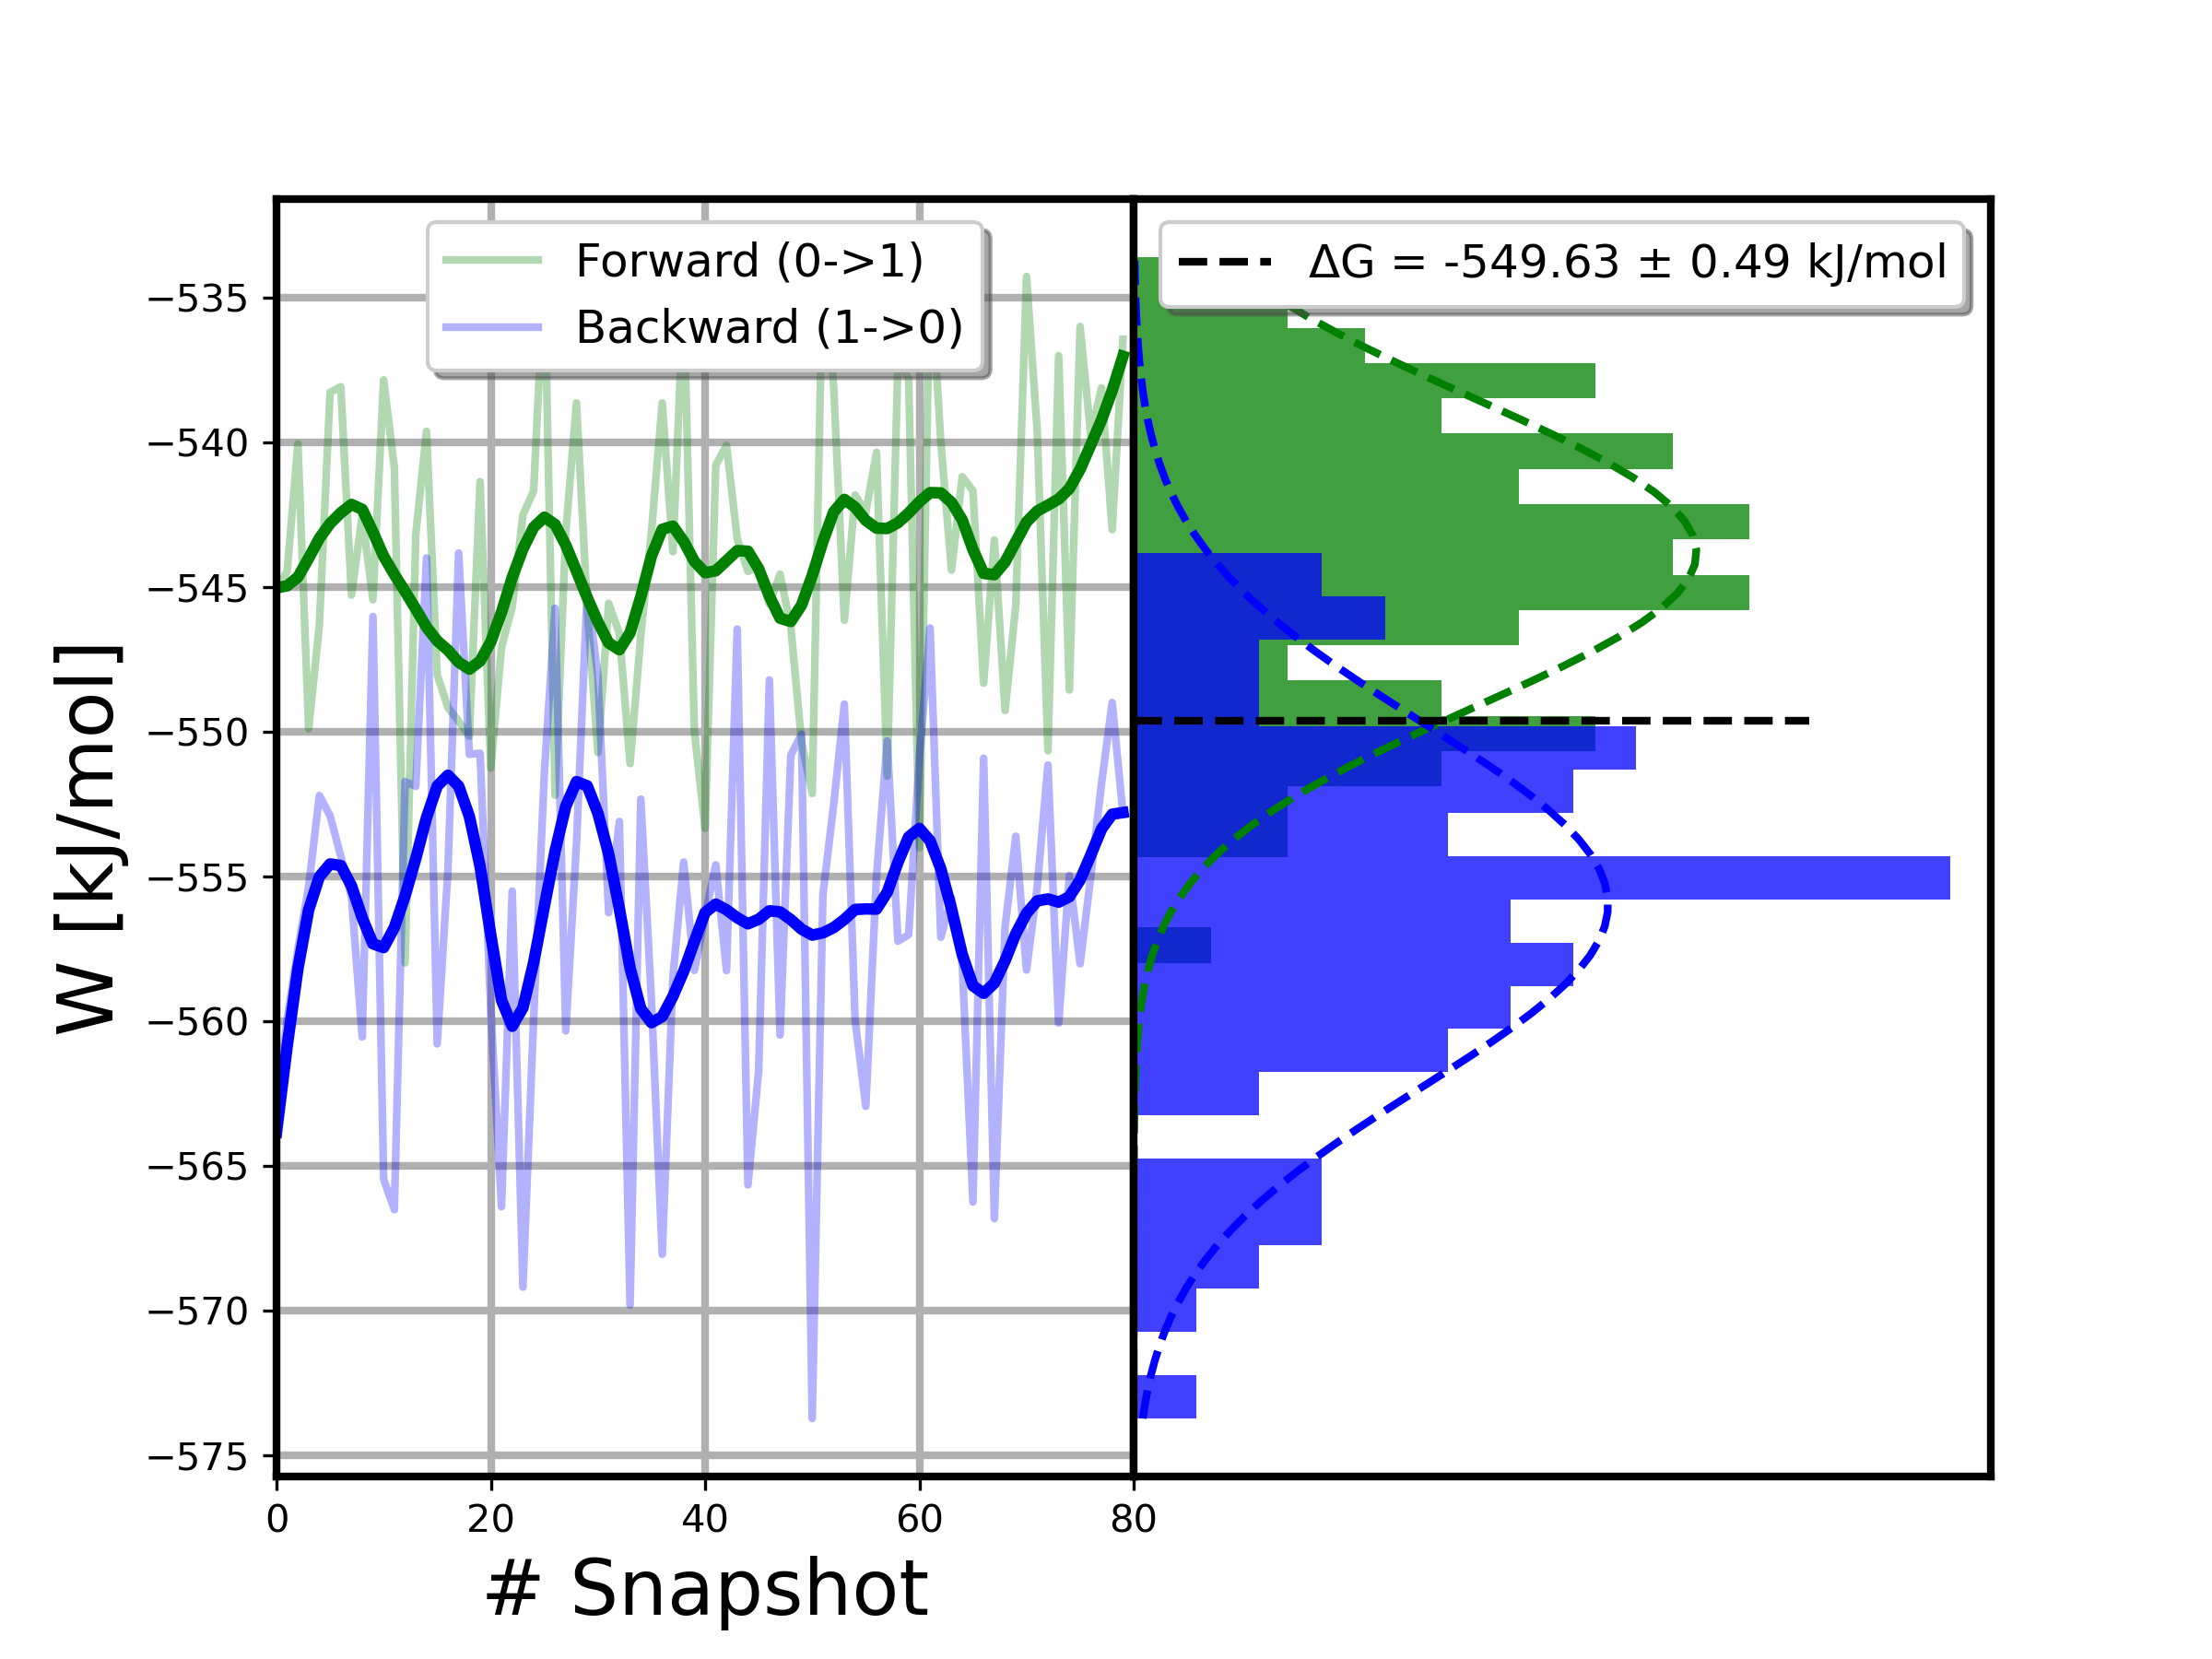 Forward (0->1)
Backward (1->0)
ΔG = -549.63 ± 0.49 kJ/mol
W [kJ/mol]
−535
−540
−545
−550
−555
−560
−565
−570
−575
0 20 40 60 80
# Snapshot